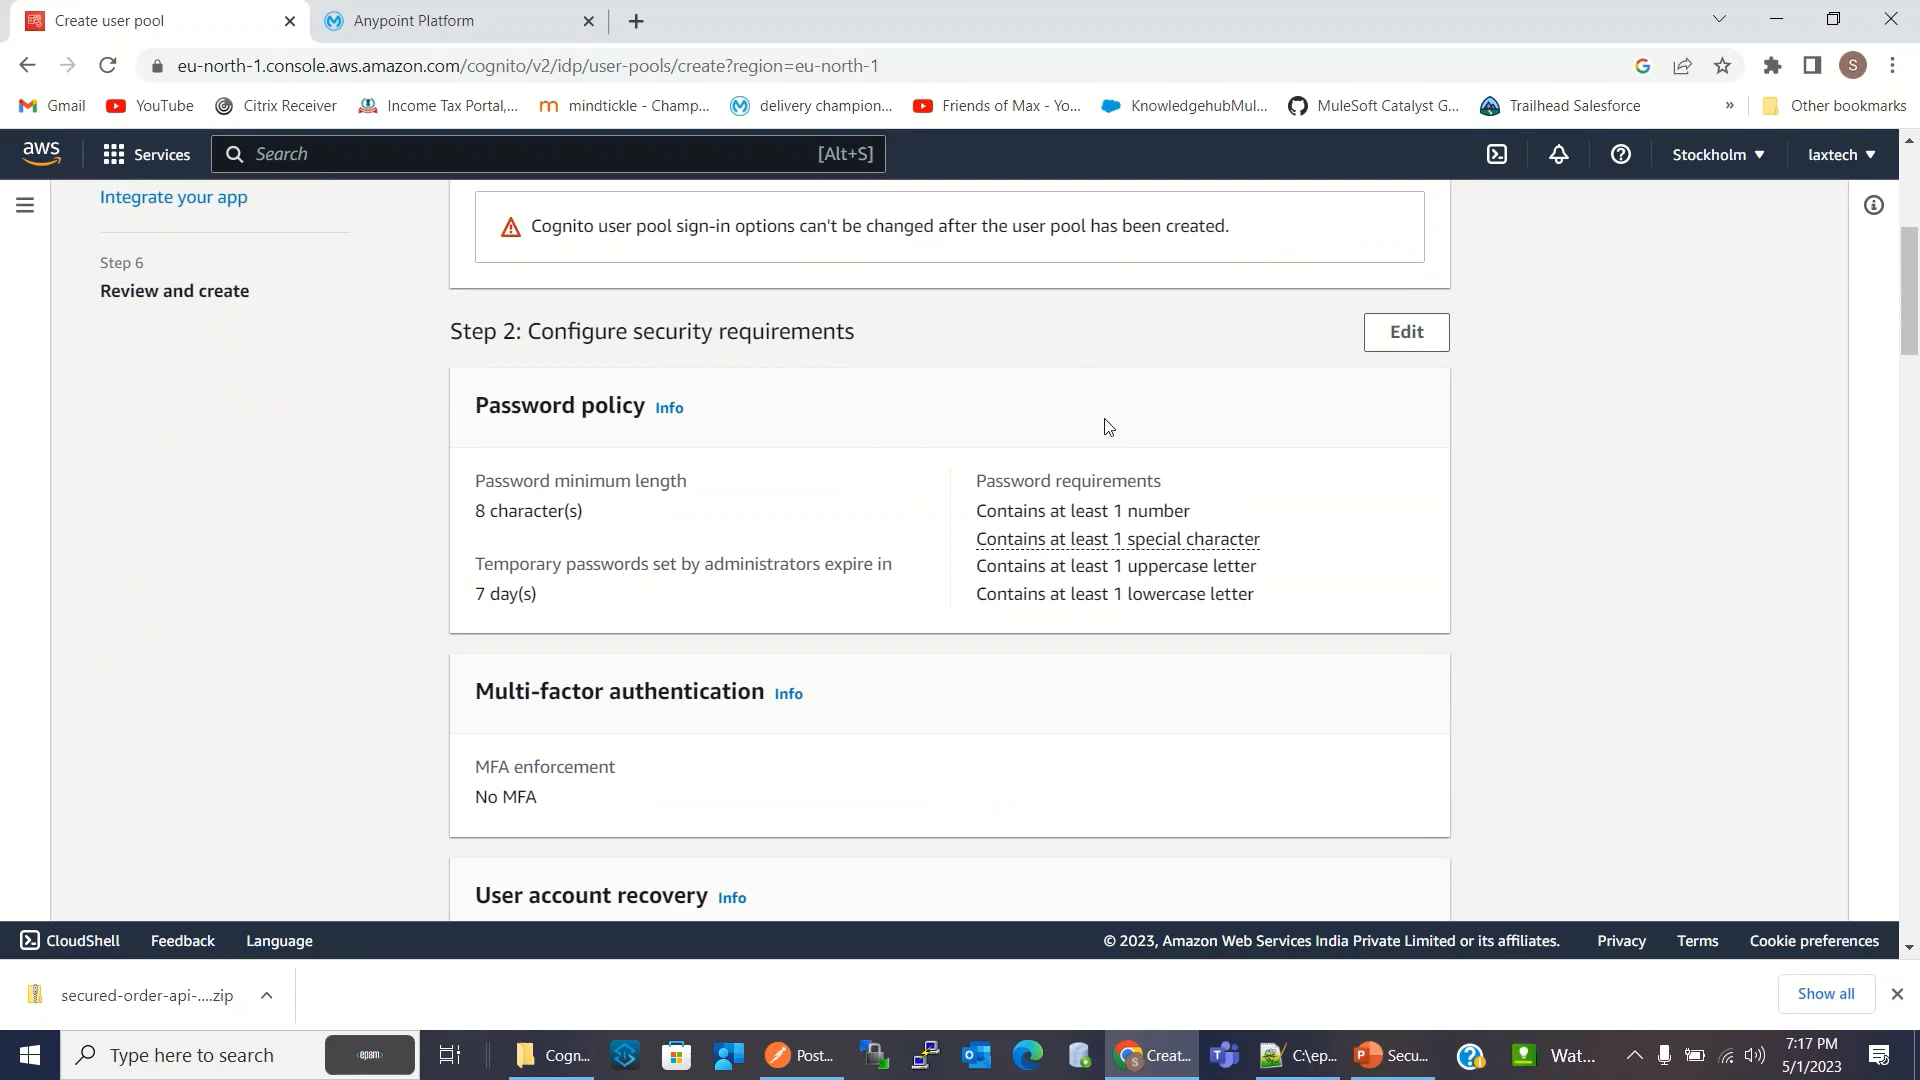 Create user pool
Anypoint Platform
eu-north-1.console.aws.amazon.com/cognito/v2/idp/user-pools/create?region=eu-north-1
S
Gmail
YouTube
Citrix Receiver
Income Tax Portal,...
mindtickle - Champ...
delivery champion...
Friends of Max - Yo...
KnowledgehubMul...
MuleSoft Catalyst G...
Trailhead Salesforce
»
Other bookmarks
aws
Services
Search
[Alt+S]
Stockholm
laxtech
Integrate your app
Step 6
Review and create
Cognito user pool sign-in options can't be changed after the user pool has been created.
Step 2: Configure security requirements
Edit
Password policy Info
Password minimum length
8 character(s)
Temporary passwords set by administrators expire in
7 day(s)
Password requirements
Contains at least 1 number
Contains at least 1 special character
Contains at least 1 uppercase letter
Contains at least 1 lowercase letter
Multi-factor authentication Info
MFA enforcement
No MFA
User account recovery Info
CloudShell
Feedback
Language
© 2023, Amazon Web Services India Private Limited or its affiliates.
Privacy
Terms
Cookie preferences
secured-order-api-....zip
Show all
Type here to search
<epam>
Cogn...
Post...
Creat...
C:\ep...
Secu...
Wat...
7:17 PM
5/1/2023